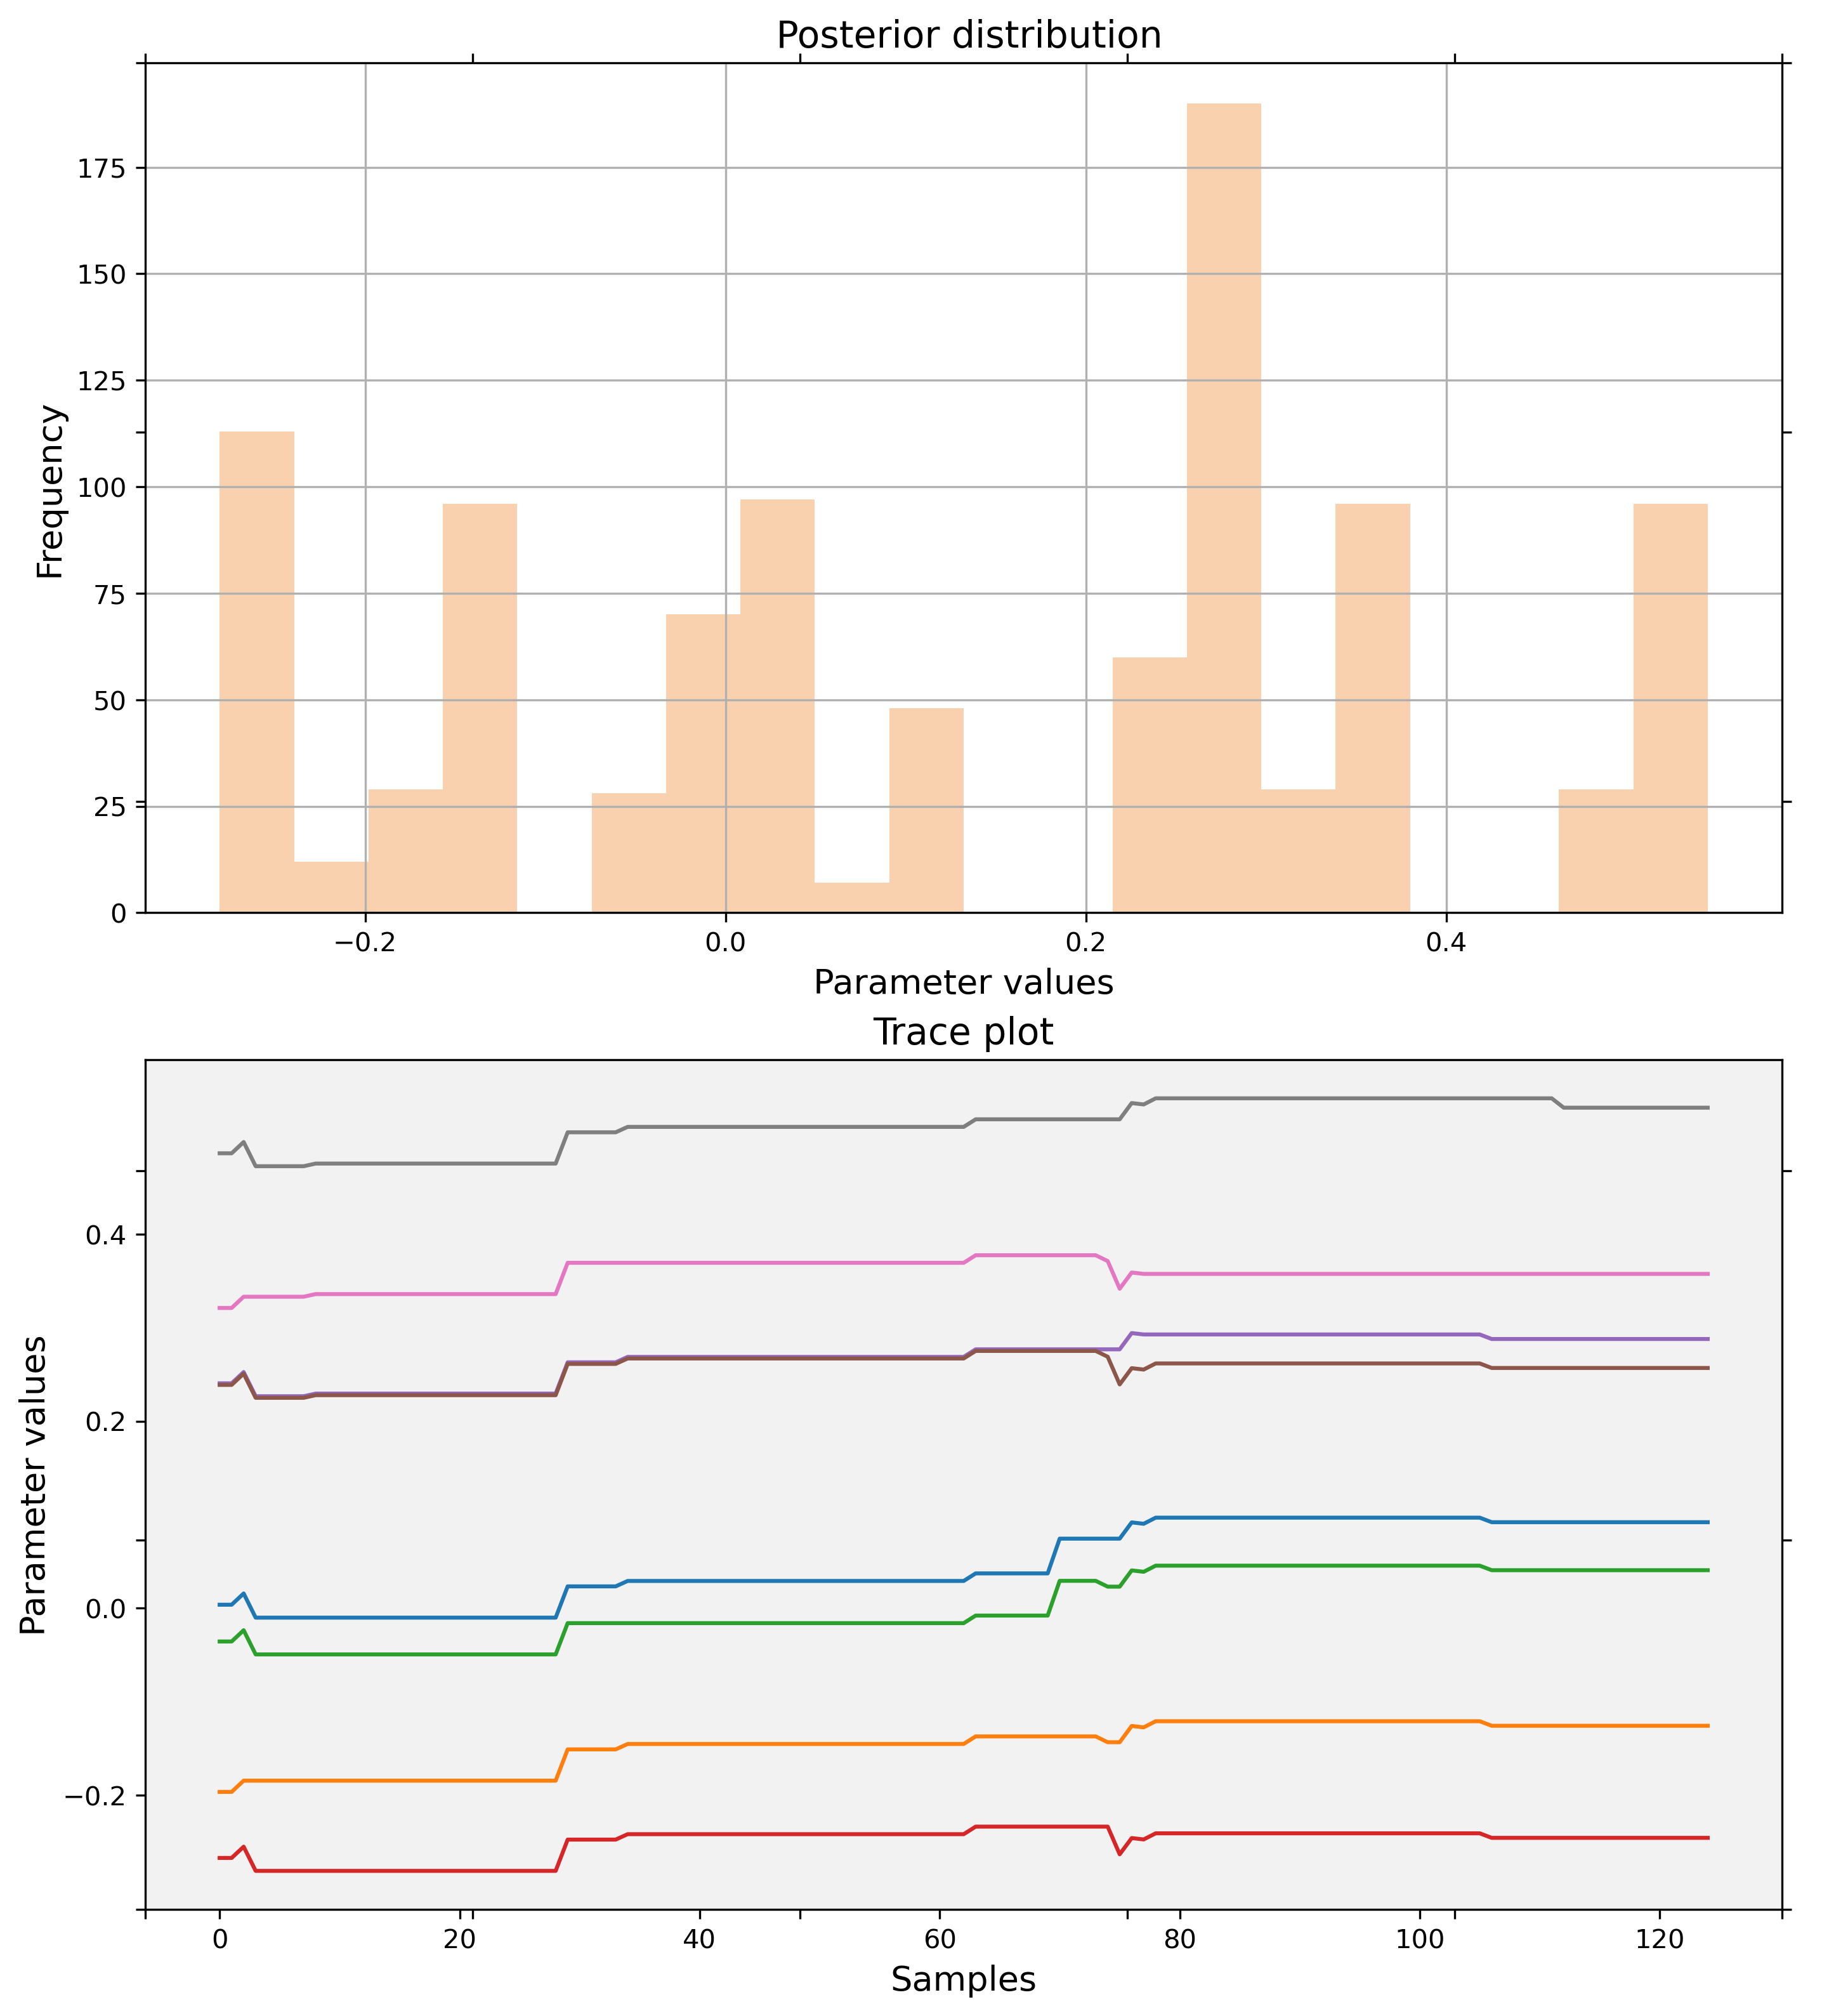 Posterior distribution
175
150
125
100
75
50
25
0
Frequency
−0.2 0.0 0.2 0.4
Parameter values
Trace plot
0.4
0.2
0.0
−0.2
Parameter values
0 20 40 60 80 100 120
Samples